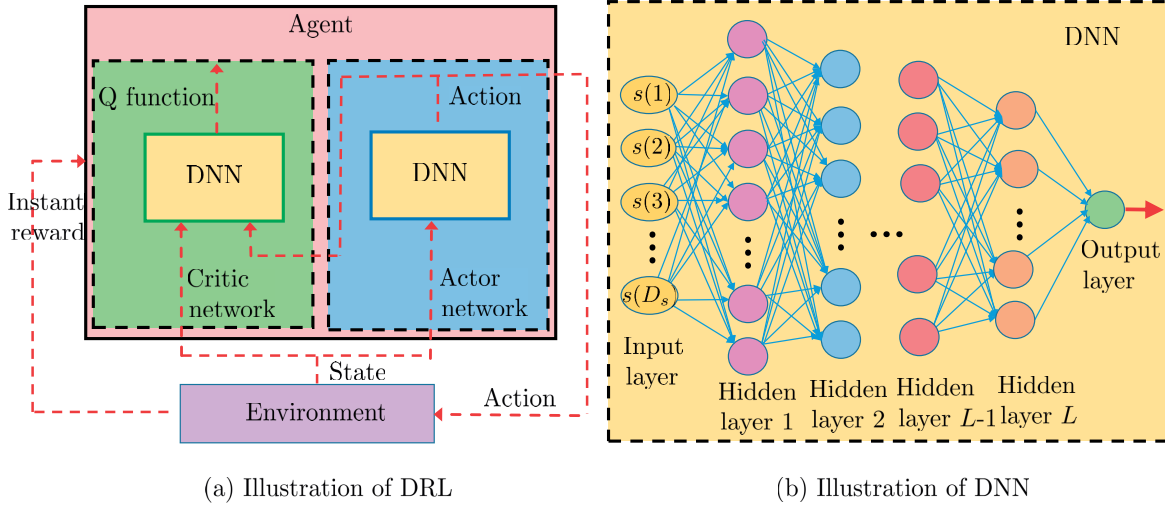 Agent
Q function
Action
DNN
DNN
Instant
reward
Critic
network
Actor
network
State
Environment
Action
(a) Illustration of DRL
DNN
s(1)
s(2)
s(3)
s(D_s)
Input
layer
Hidden
layer 1
Hidden
layer 2
Hidden
layer L-1
Hidden
layer L
Output
layer
(b) Illustration of DNN